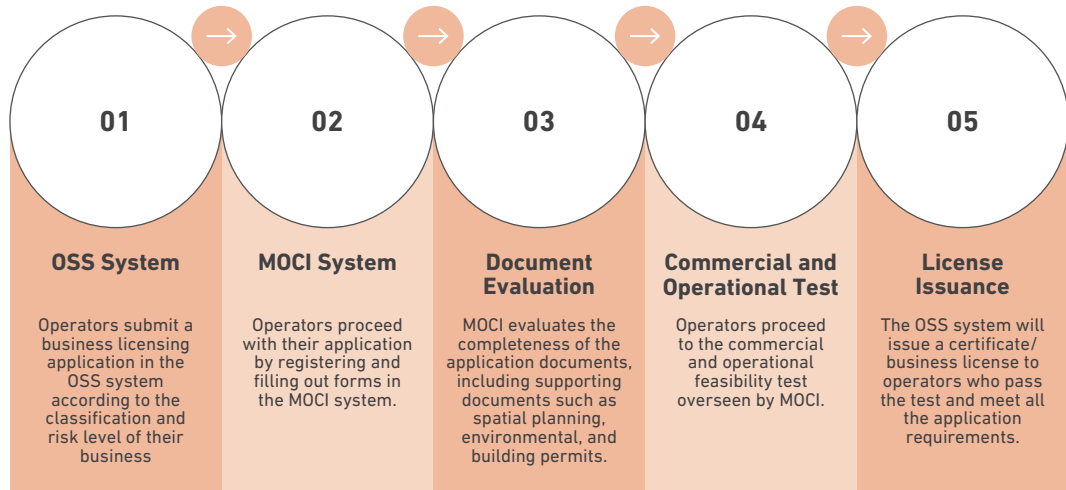 01
02
03
04
05
OSS System
Operators submit a
business licensing
application in the
OSS system
according to the
classification and
risk level of their
business
MOCI System
Operators proceed
with their application
by registering and
filling out forms in
the MOCI system.
Document
Evaluation
MOCI evaluates the
completeness of the
application documents,
including supporting
documents such as
spatial planning,
environmental, and
building permits.
Commercial and
Operational Test
Operators proceed
to the commercial
and operational
feasibility test
overseen by MOCI.
License
Issuance
The OSS system will
issue a certificate/
business license to
operators who pass
the test and meet all
the application
requirements.